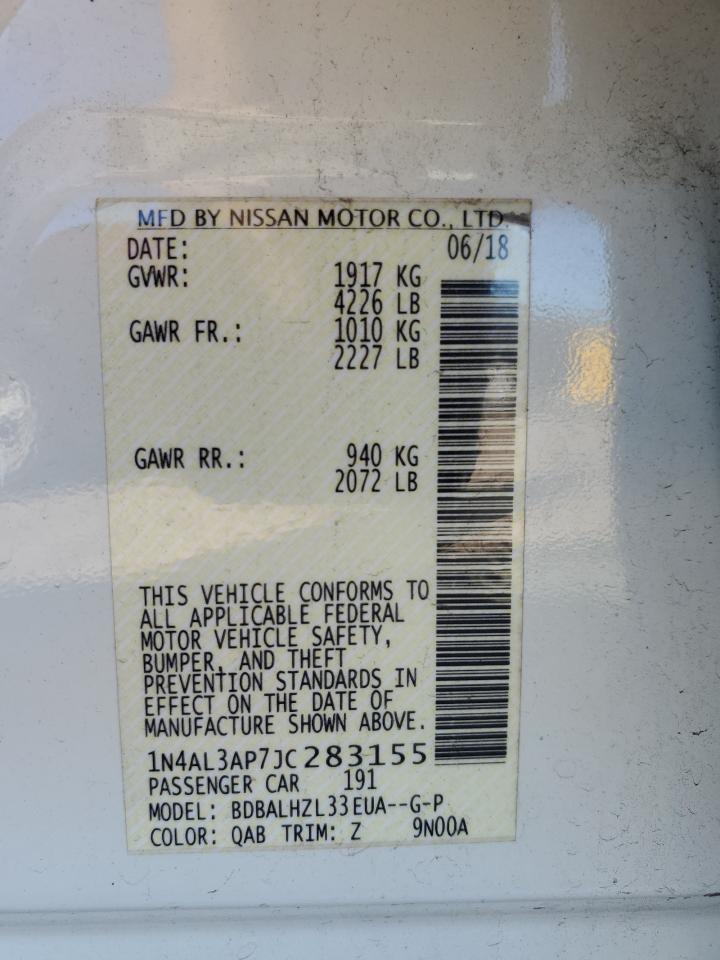 MFD BY NISSAN MOTOR CO., LTD.
DATE: 06/18
GVWR: 1917 KG
4226 LB
GAWR FR.: 1010 KG
2227 LB
GAWR RR.: 940 KG
2072 LB
THIS VEHICLE CONFORMS TO
ALL APPLICABLE FEDERAL
MOTOR VEHICLE SAFETY,
BUMPER, AND THEFT
PREVENTION STANDARDS IN
EFFECT ON THE DATE OF
MANUFACTURE SHOWN ABOVE.
1N4AL3AP7JC283155
PASSENGER CAR 191
MODEL: BDBALHZL33EUA--G-P
COLOR: QAB TRIM: Z 9N00A